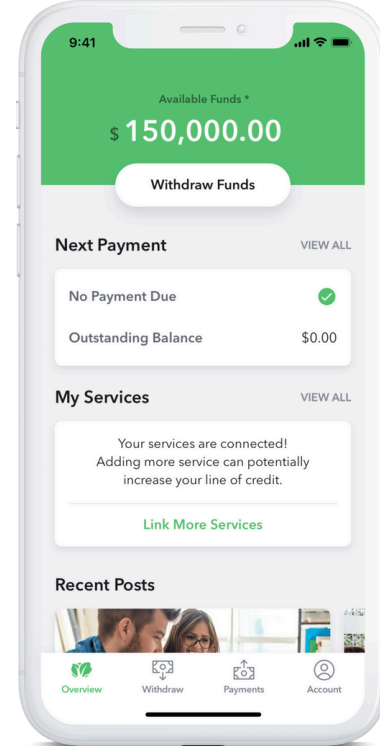 9:41
Available Funds *
$ 150,000.00
Withdraw Funds
Next Payment VIEW ALL
No Payment Due
Outstanding Balance $0.00
My Services VIEW ALL
Your services are connected!
Adding more service can potentially
increase your line of credit.
Link More Services
Recent Posts
Overview Withdraw Payments Account